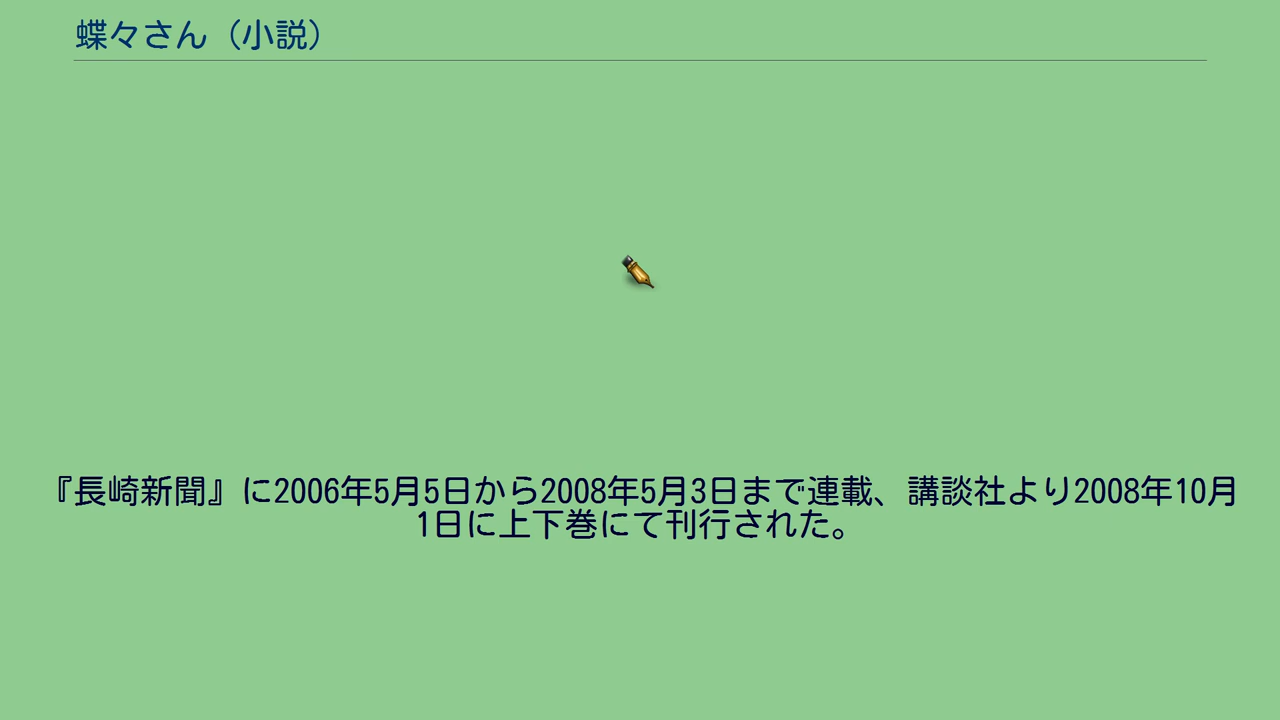 蝶々さん（小説）
『長崎新聞』に2006年5月5日から2008年5月3日まで連載、講談社より2008年10月
1日に上下巻にて刊行された。